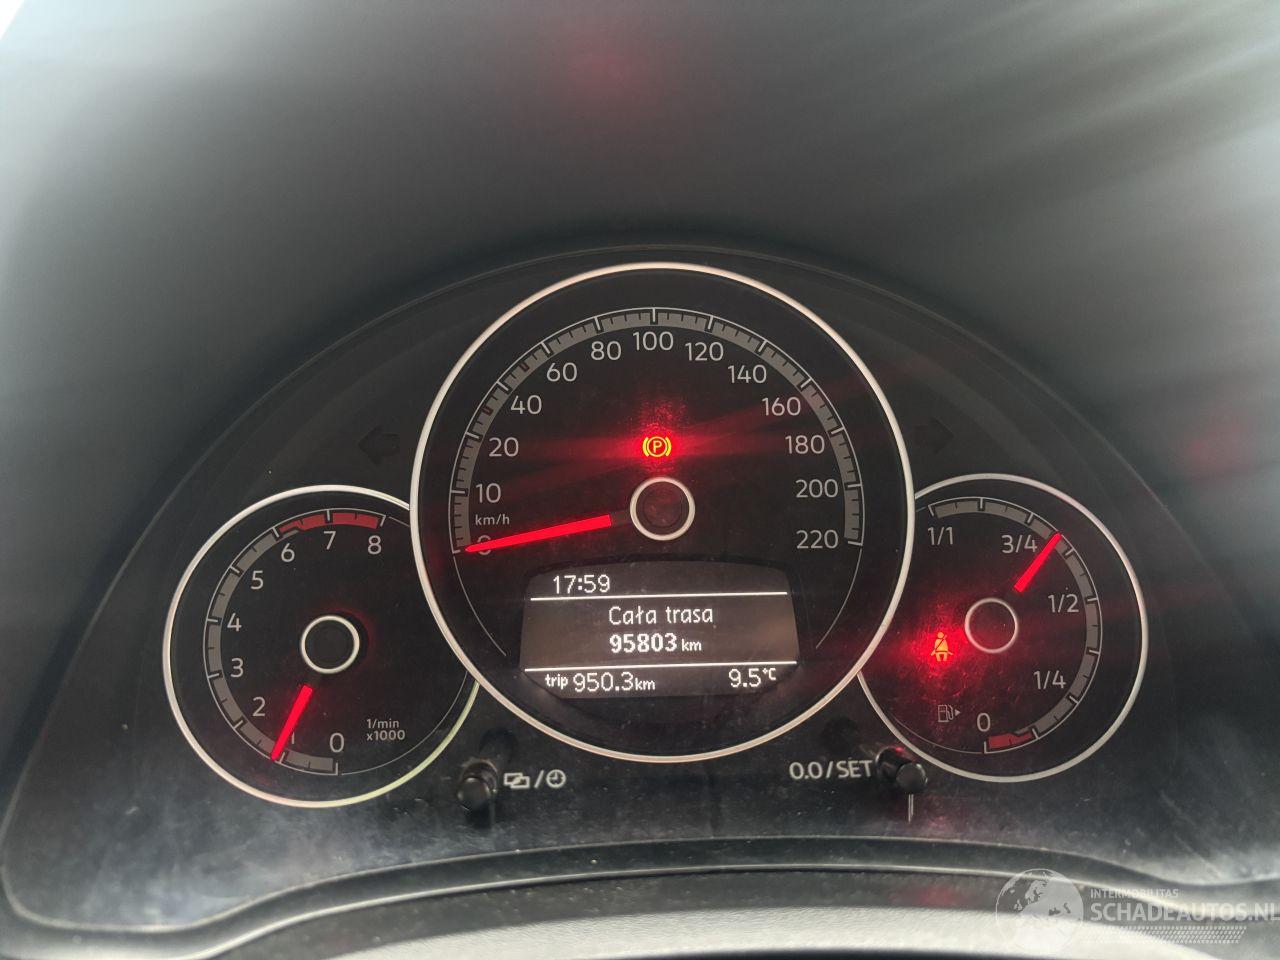 100
80 120
60 140
40 160
20 180
10 200
km/h
0 220
17:59
Cała trasa
95803 km
trip 950.3 km 9.5°C
P
8
7
6
5
4
3
2
1
0
1/min
x1000
1/1
3/4
1/2
1/4
0
0.0/SET
INTERMOBILITAS
SCHADEAUTOS.NL